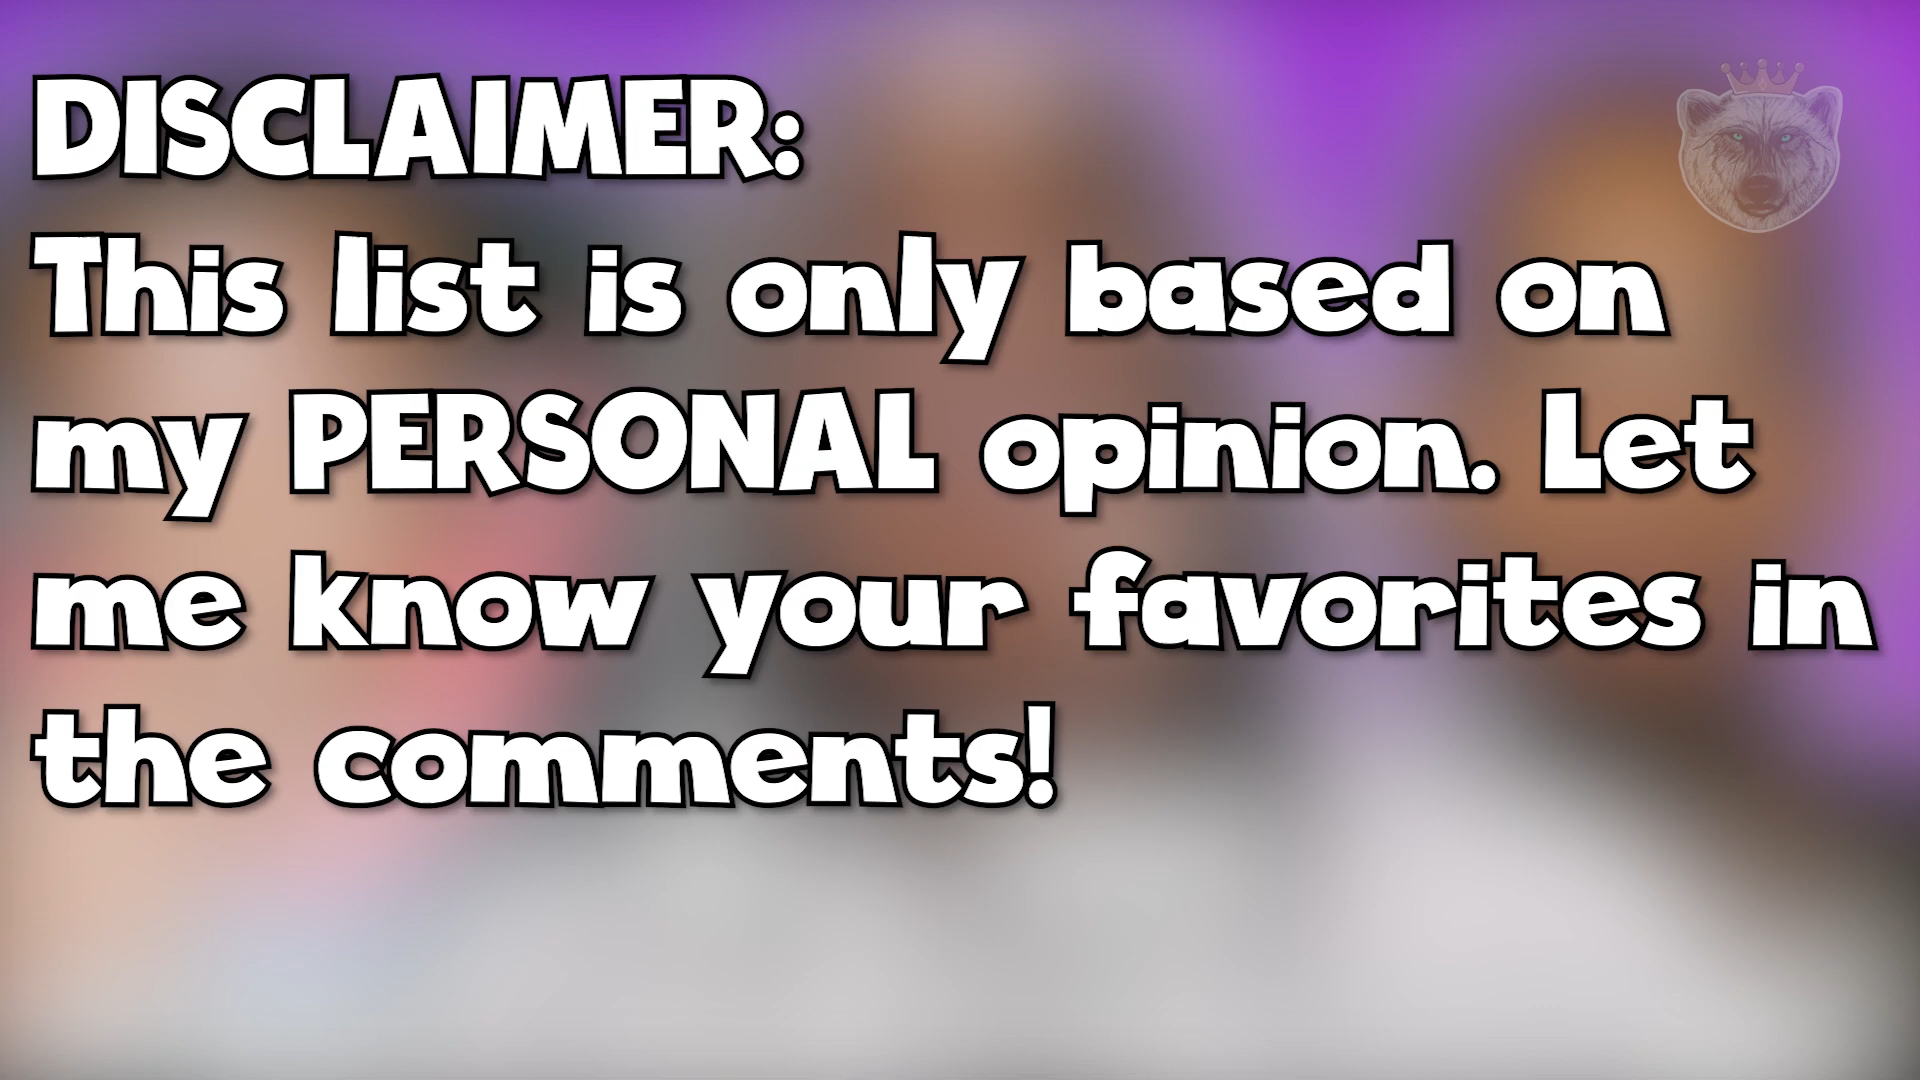 DISCLAIMER:
This list is only based on
my PERSONAL opinion. Let
me know your favorites in
the comments!